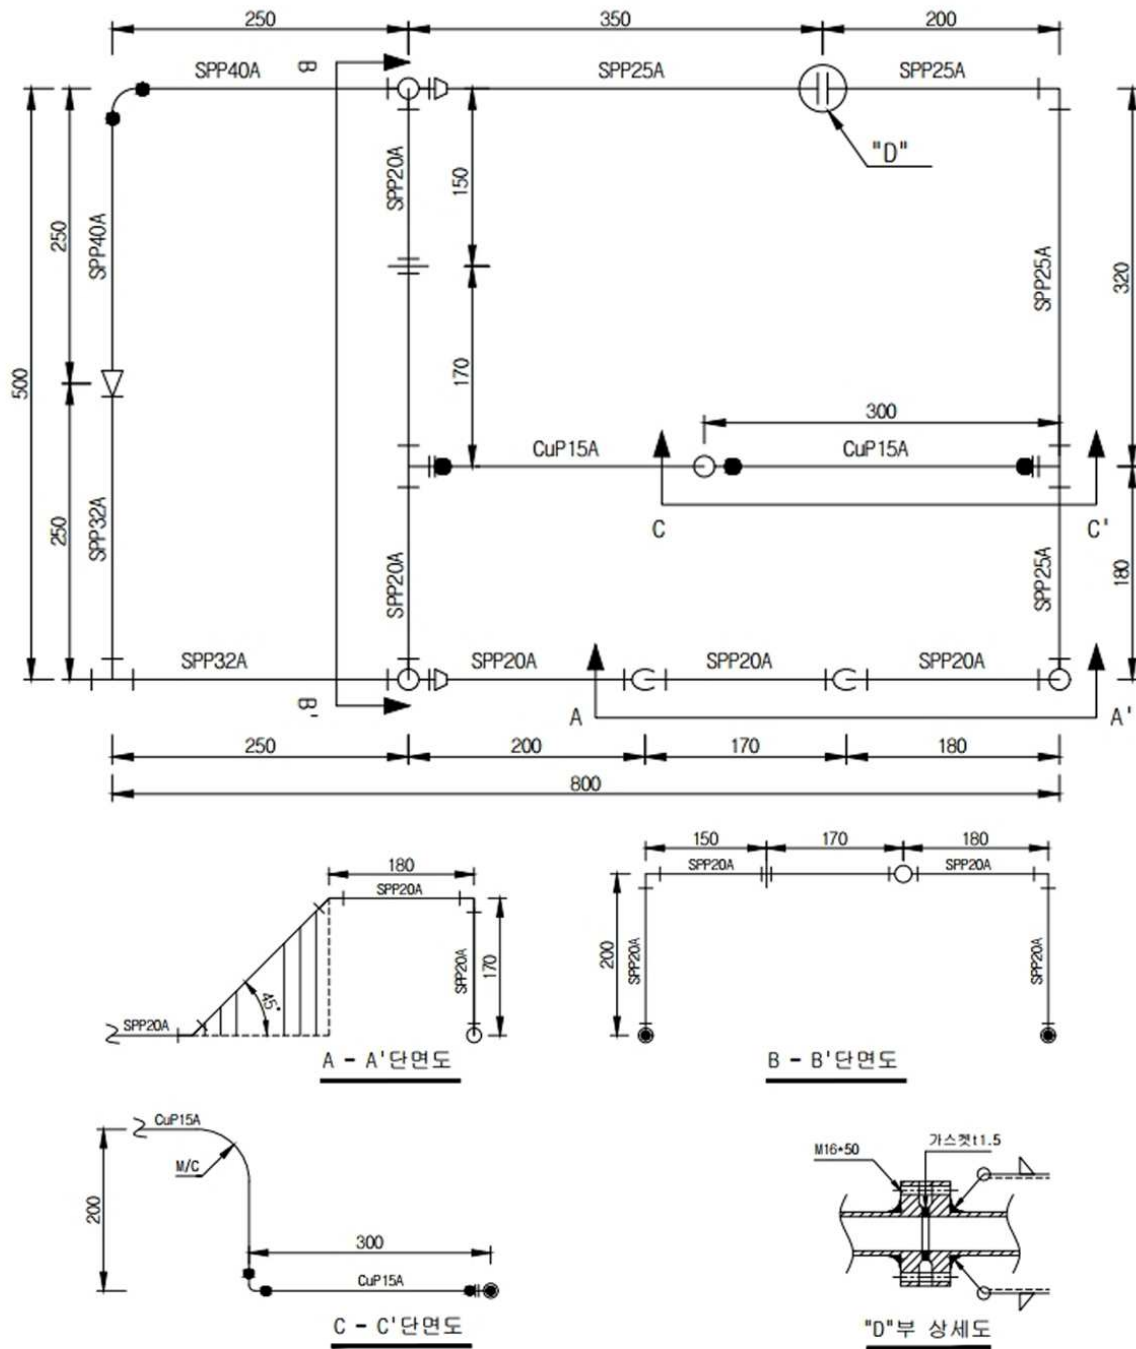 250
350
200
SPP40A
B
SPP25A
SPP25A
"D"
SPP20A
150
320
250
SPP40A
SPP25A
500
170
300
CuP15A
CuP15A
C
C'
250
SPP32A
SPP20A
SPP25A
180
SPP32A
SPP20A
SPP20A
SPP20A
B'
A
A'
250
200
170
180
800
180
SPP20A
SPP20A
170
45°
SPP20A
A - A'단면도
150
170
180
SPP20A
SPP20A
200
SPP20A
SPP20A
B - B'단면도
CuP15A
M/C
200
300
CuP15A
C - C'단면도
M16*50
가스켓t1.5
"D"부 상세도